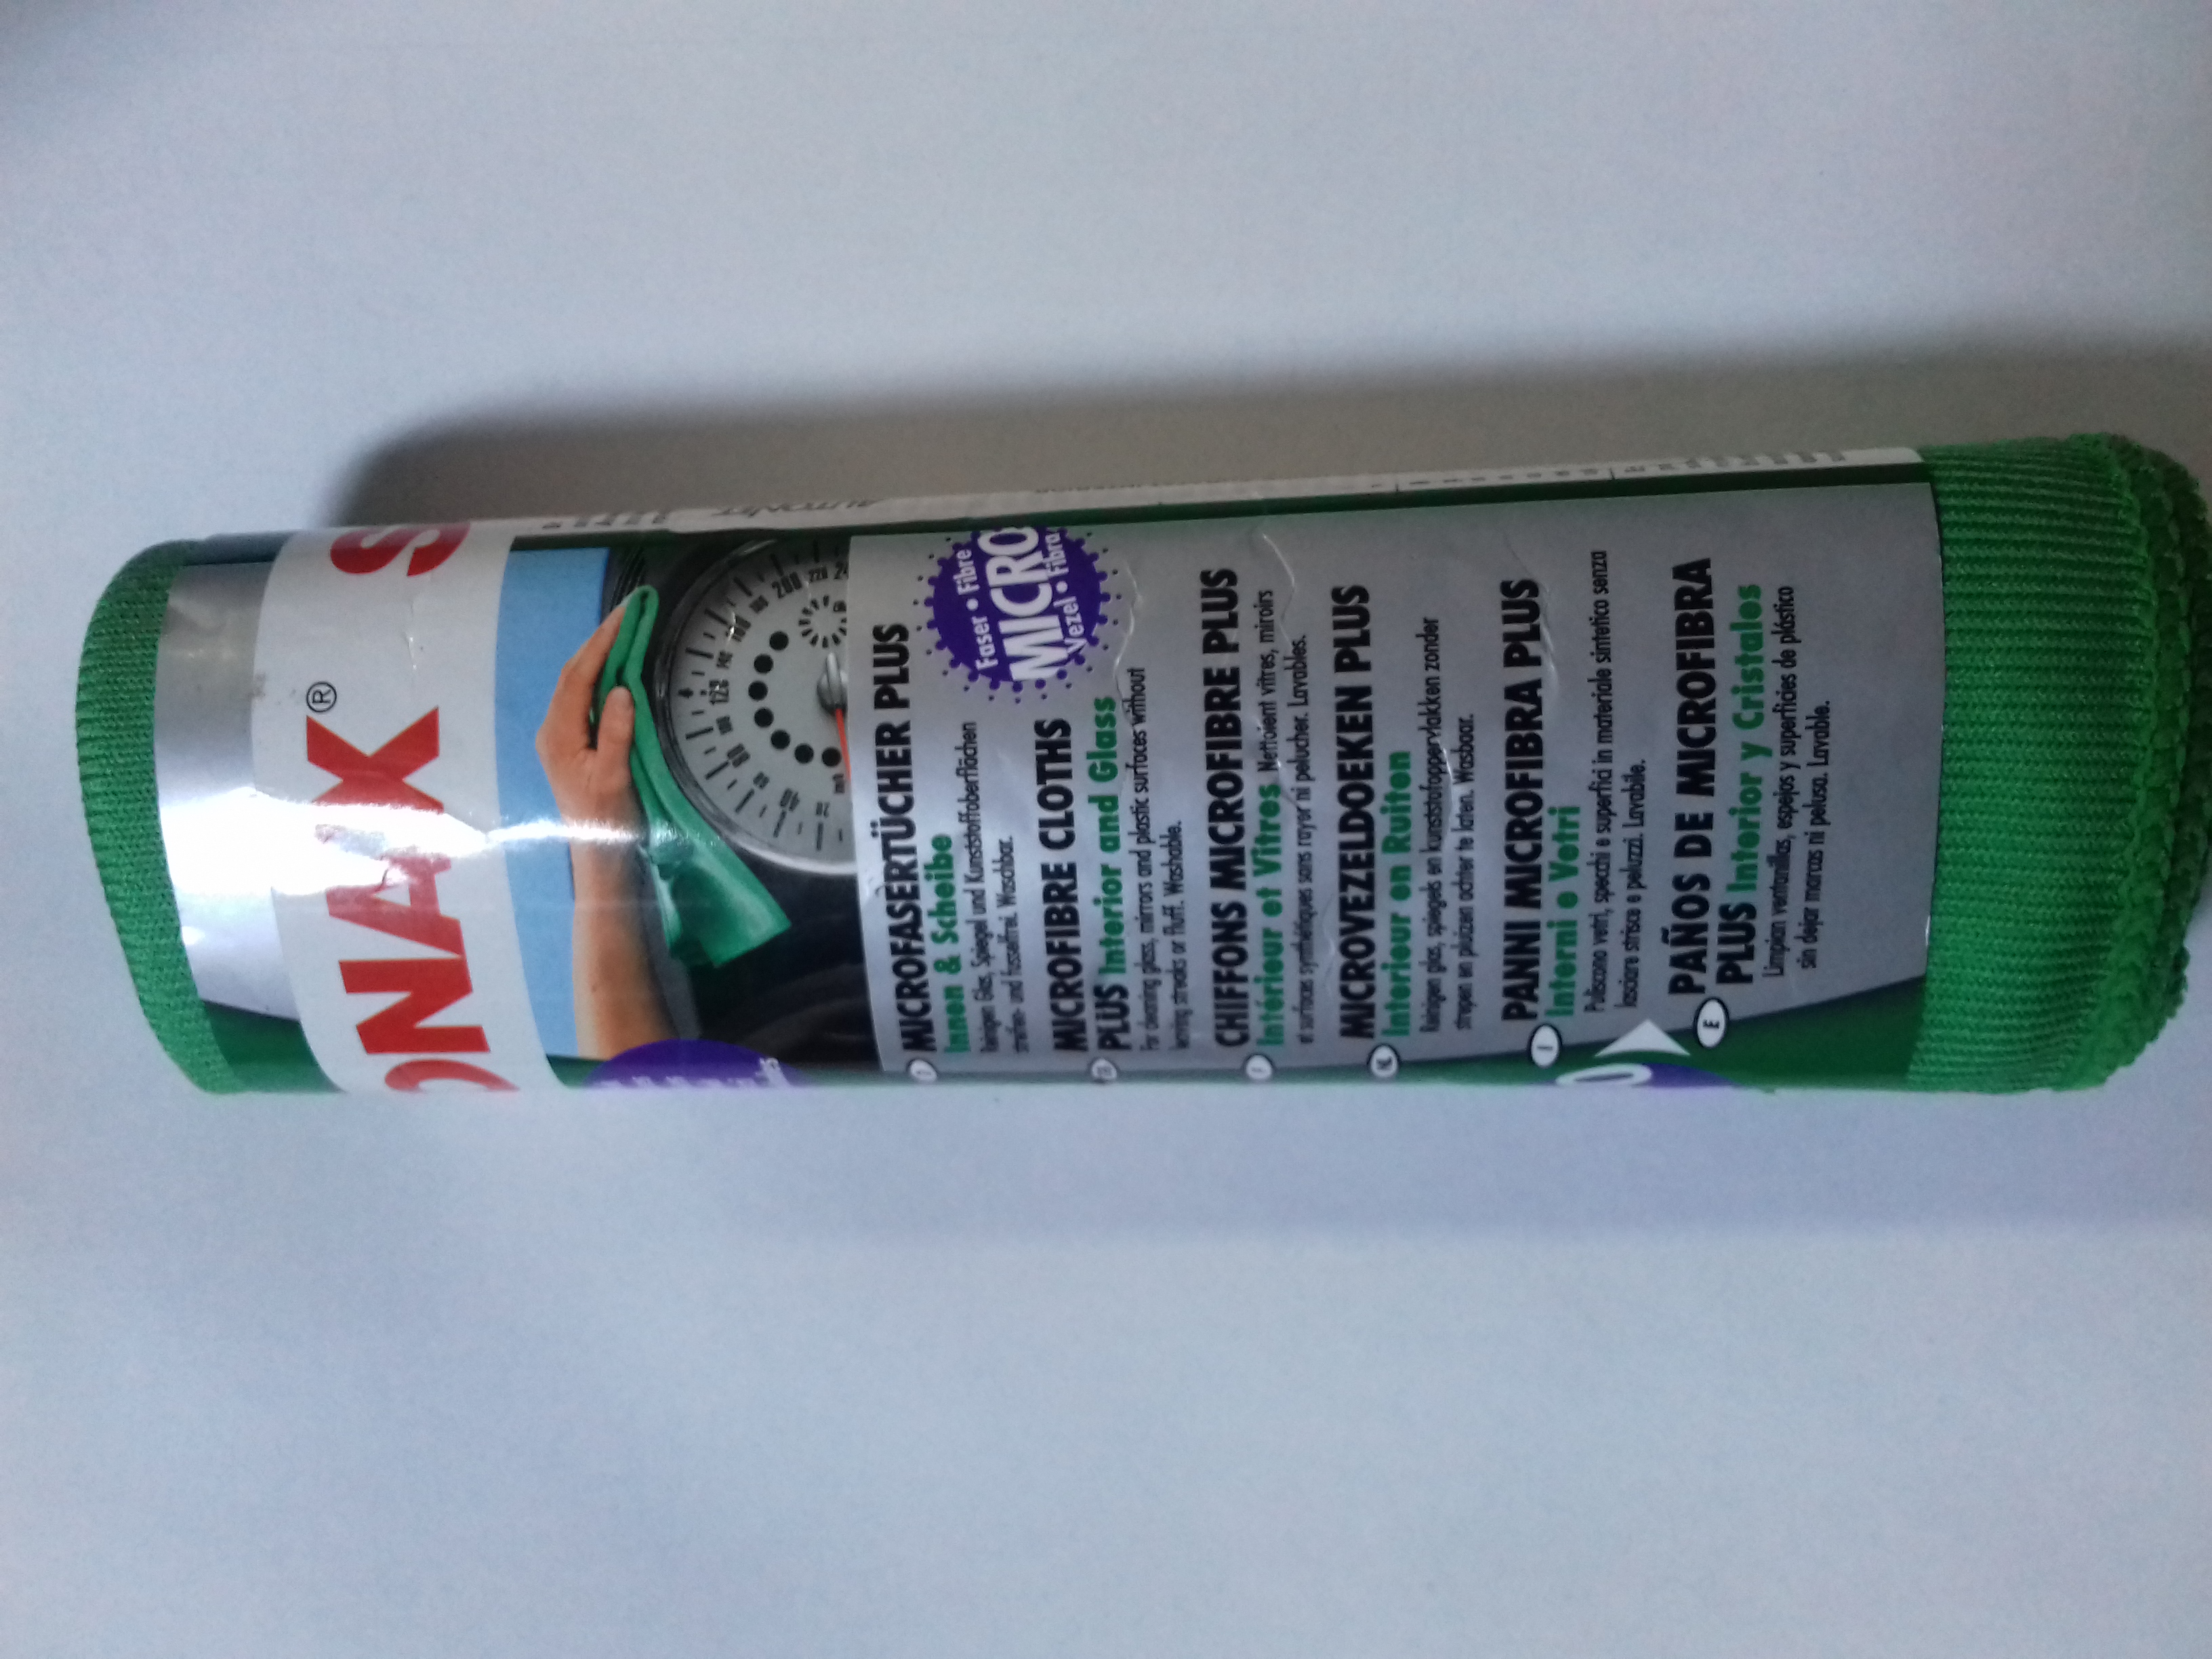 ONAX® S
Faser • Fibre
MICRO
Vezel • Fibra
MICROFASERTÜCHER PLUS
Innen & Scheibe
Reinigen Glas, Spiegel und Kunststoffoberflächen
streifen- und fusselfrei. Waschbar.
MICROFIBRE CLOTHS
PLUS Interior and Glass
For cleaning glass, mirrors and plastic surfaces without
leaving streaks or fluff. Washable.
F CHIFFONS MICROFIBRE PLUS
Intérieur et Vitres Nettoient vitres, miroirs
et surfaces synthétiques sans rayer ni pelucher. Lavables.
NL MICROVEZELDOEKEN PLUS
Interieur en Ruiten
Reinigen glas, spiegels en kunststofoppervlakken zonder
strepen en pluizen achter te laten. Wasbaar.
I PANNI MICROFIBRA PLUS
Interni e Vetri
Puliscono vetri, specchi e superfici in materiale sintetico senza
lasciare strisce e peluzzi. Lavabile.
E PAÑOS DE MICROFIBRA
PLUS Interior y Cristales
Limpian ventanillas, espejos y superficies de plástico
sin dejar marcas ni pelusa. Lavable.